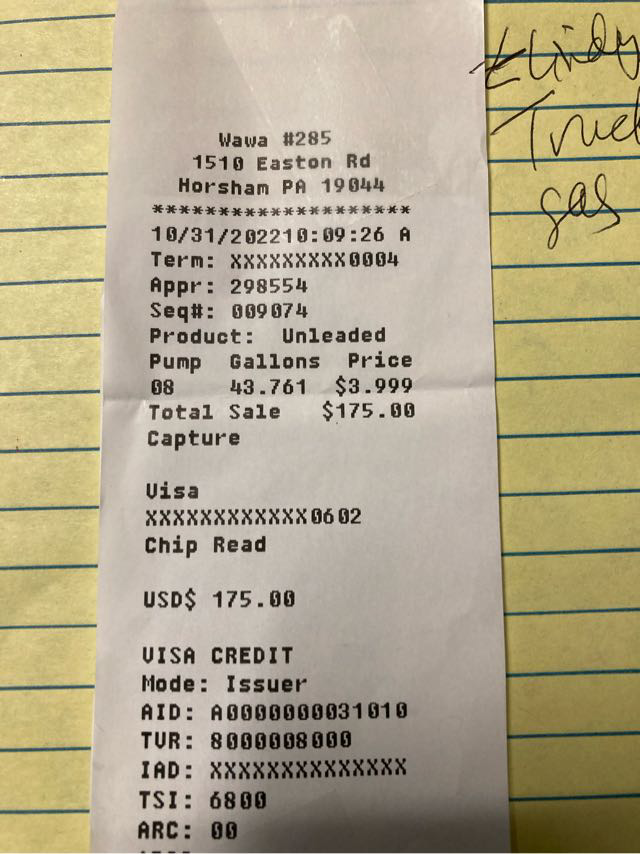 Wawa #285
1510 Easton Rd
Horsham PA 19044
********************
10/31/202210:09:26 A
Term: XXXXXXXXX0004
Appr: 298554
Seq#: 009074
Product: Unleaded
Pump Gallons Price
08 43.761 $3.999
Total Sale $175.00
Capture
Visa
XXXXXXXXXXXX0602
Chip Read
USD$ 175.00
VISA CREDIT
Mode: Issuer
AID: A0000000031010
TVR: 8000008000
IAD: XXXXXXXXXXXXXX
TSI: 6800
ARC: 00
Truck
gas